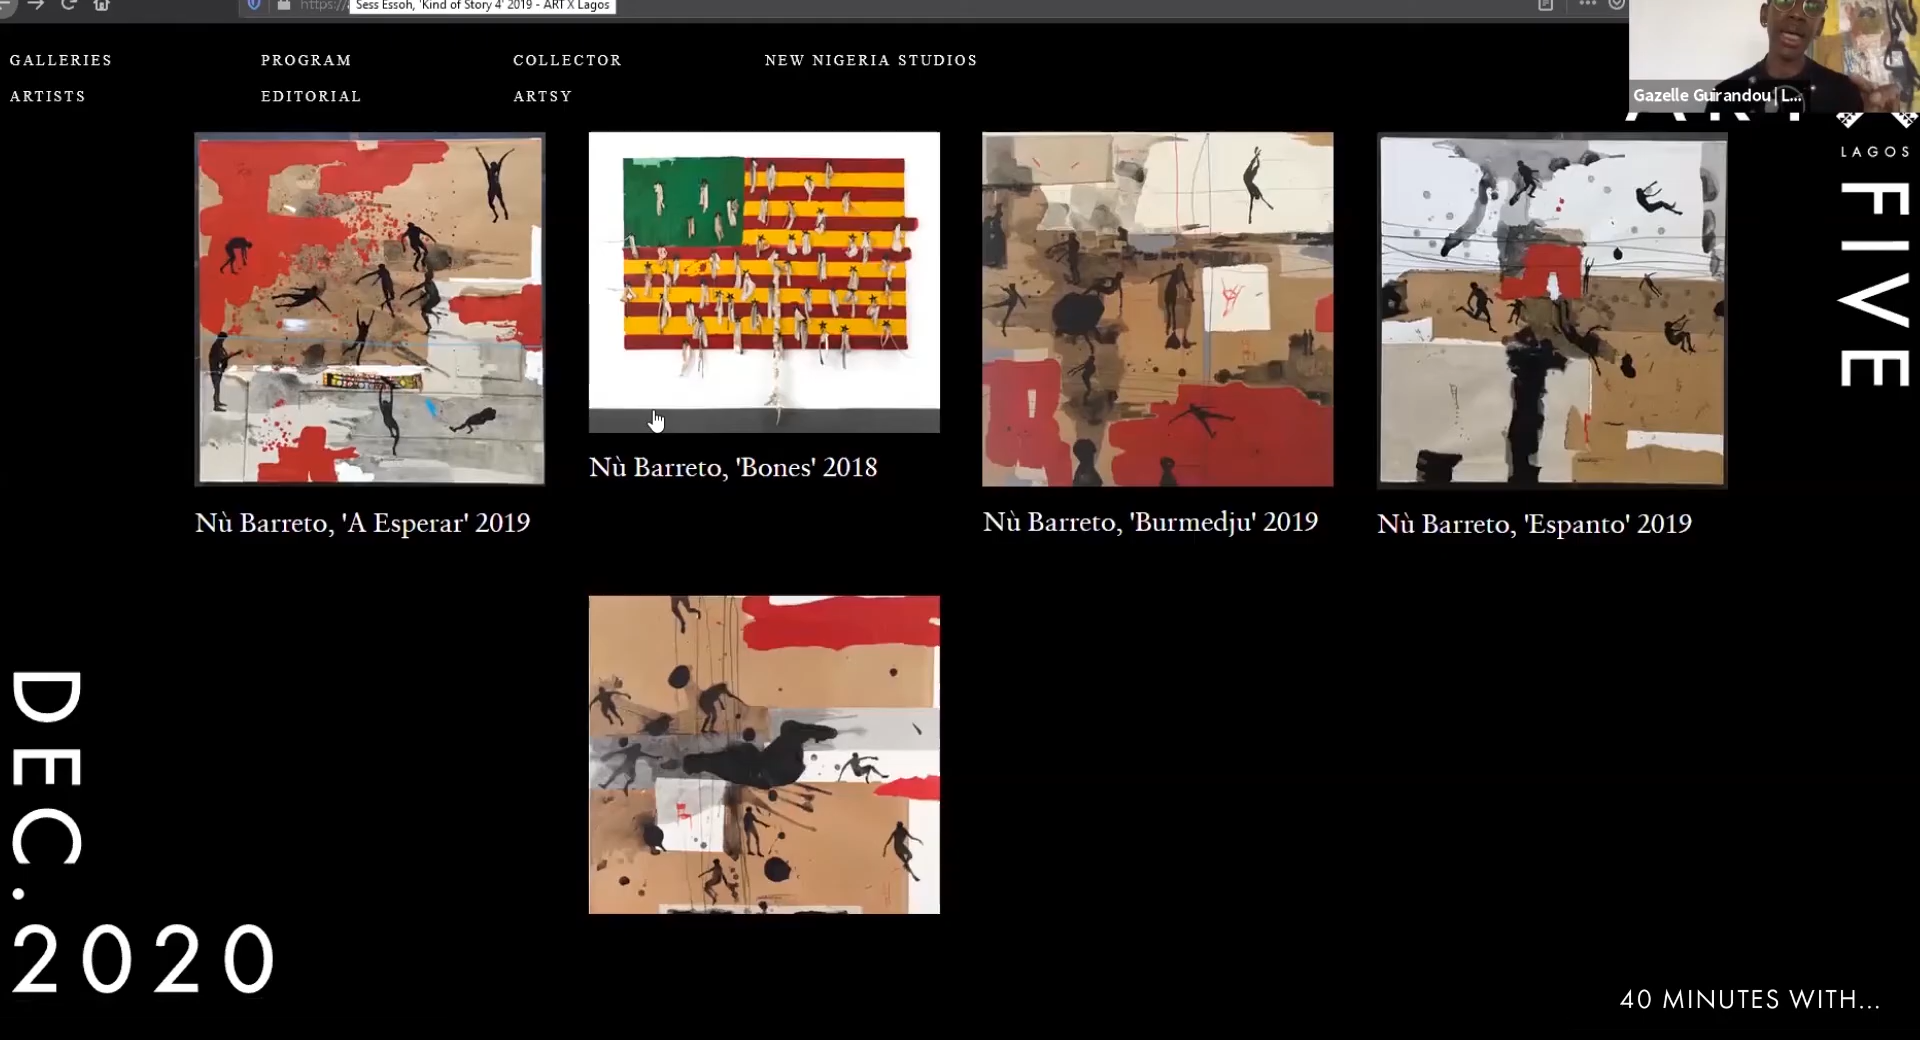 Sess Essoh, 'Kind of Story 4' 2019 - ART X Lagos
https://
GALLERIES
PROGRAM
COLLECTOR
NEW NIGERIA STUDIOS
ARTISTS
EDITORIAL
ARTSY
Gazelle Guirandou | L...
LAGOS
FIVE
Nù Barreto, 'A Esperar' 2019
Nù Barreto, 'Bones' 2018
Nù Barreto, 'Burmedju' 2019
Nù Barreto, 'Espanto' 2019
DEC.
2020
40 MINUTES WITH...